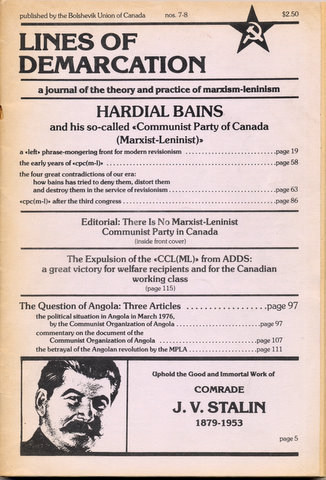 published by the Bolshevik Union of Canada nos. 7-8 $2.50
LINES OF
DEMARCATION
a journal of the theory and practice of marxism-leninism
HARDIAL BAINS
and his so-called «Communist Party of Canada
(Marxist-Leninist)»
a «left» phrase-mongering front for modern revisionism ..........page 19
the early years of «cpc(m-l)» ..........page 58
the four great contradictions of our era:
how bains has tried to deny them, distort them
and destroy them in the service of revisionism ..........page 63
«cpc(m-l)» after the third congress ..........page 86
Editorial: There Is No Marxist-Leninist
Communist Party in Canada
(inside front cover)
The Expulsion of the «CCL(ML)» from ADDS:
a great victory for welfare recipients and for the Canadian
working class
(page 115)
The Question of Angola: Three Articles ..........page 97
the political situation in Angola in March 1976,
by the Communist Organization of Angola ..........page 97
commentary on the document of the
Communist Organization of Angola ..........page 107
the betrayal of the Angolan revolution by the MPLA ..........page 111
Uphold the Good and Immortal Work of
COMRADE
J. V. STALIN
1879-1953
page 5